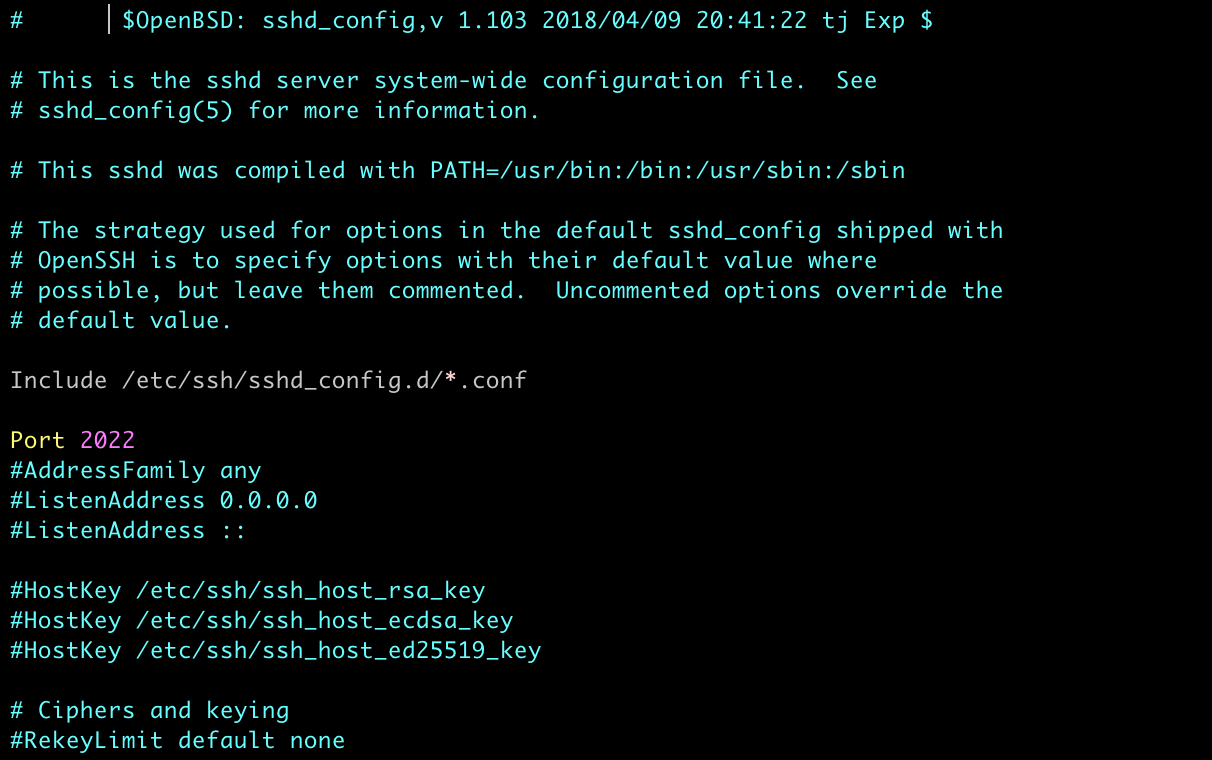 #	$OpenBSD: sshd_config,v 1.103 2018/04/09 20:41:22 tj Exp $
# This is the sshd server system-wide configuration file.  See
# sshd_config(5) for more information.
# This sshd was compiled with PATH=/usr/bin:/bin:/usr/sbin:/sbin
# The strategy used for options in the default sshd_config shipped with
# OpenSSH is to specify options with their default value where
# possible, but leave them commented.  Uncommented options override the
# default value.
Include /etc/ssh/sshd_config.d/*.conf
Port 2022
#AddressFamily any
#ListenAddress 0.0.0.0
#ListenAddress ::
#HostKey /etc/ssh/ssh_host_rsa_key
#HostKey /etc/ssh/ssh_host_ecdsa_key
#HostKey /etc/ssh/ssh_host_ed25519_key
# Ciphers and keying
#RekeyLimit default none